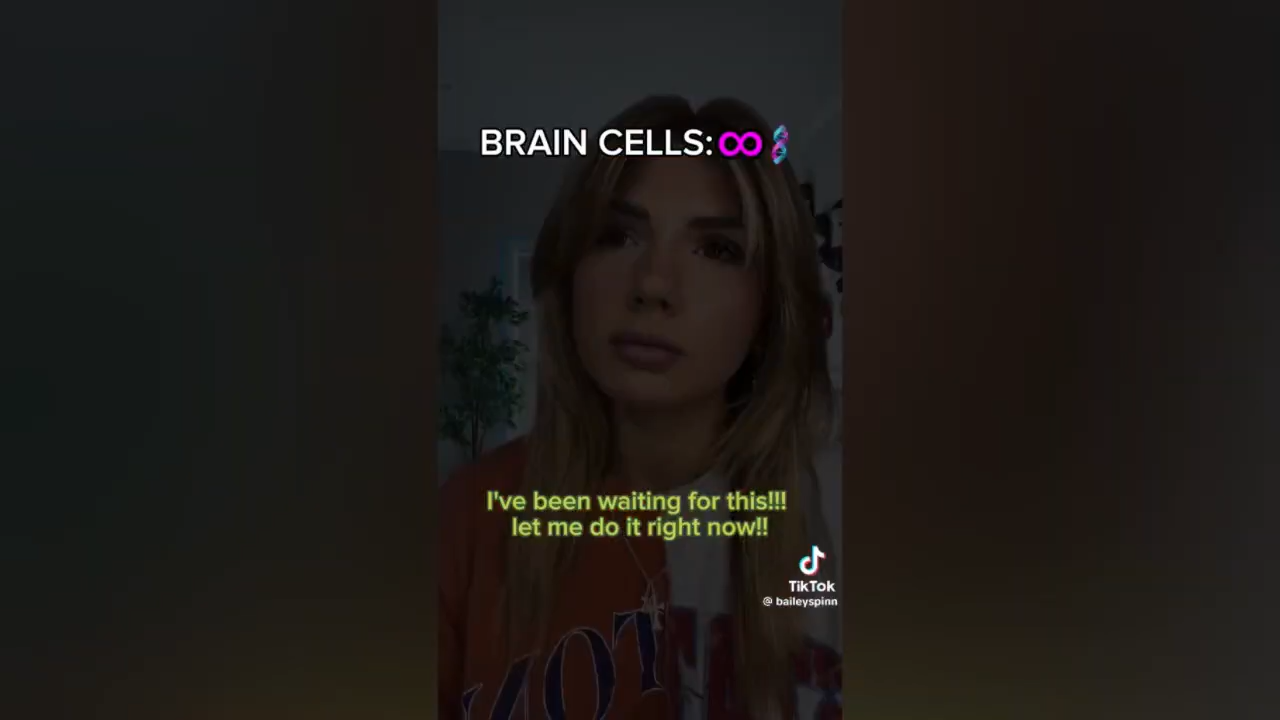 BRAIN CELLS:∞🧬
I've been waiting for this!!!
let me do it right now!!
TikTok
@ baileyspinn